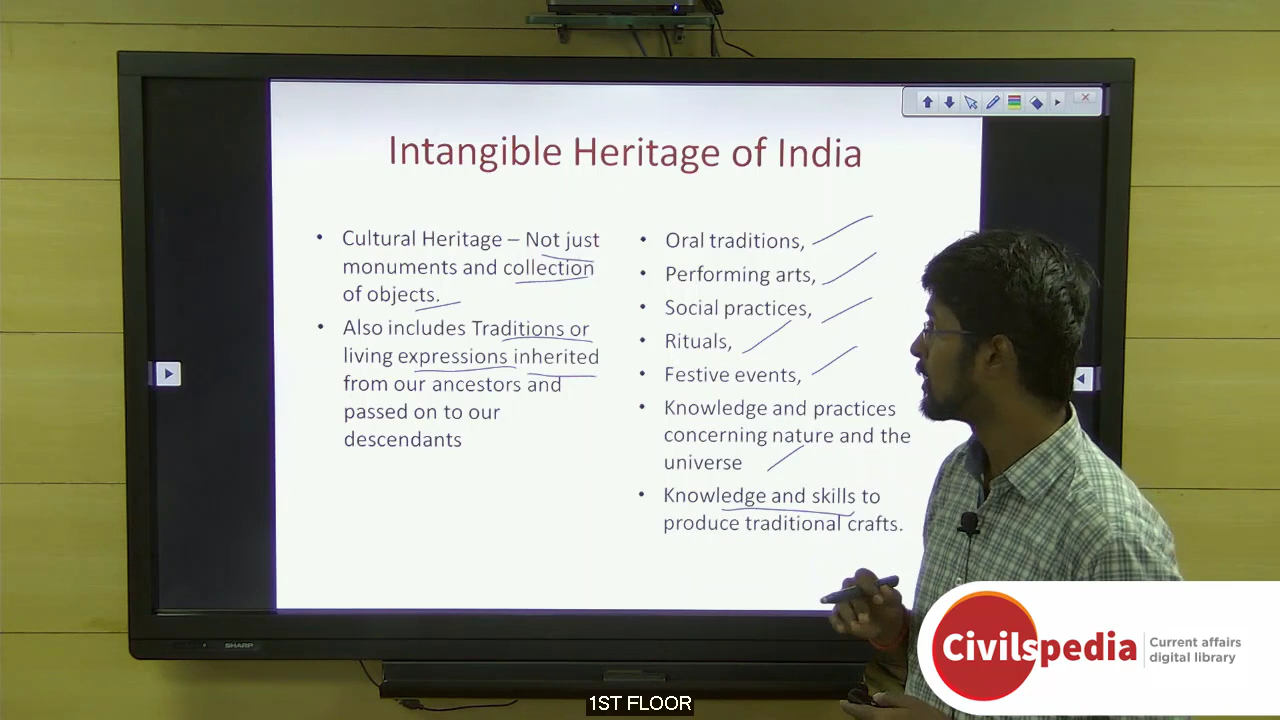 Intangible Heritage of India
• Cultural Heritage – Not just
monuments and collection
of objects.
• Also includes Traditions or
living expressions inherited
from our ancestors and
passed on to our
descendants
• Oral traditions,
• Performing arts,
• Social practices,
• Rituals,
• Festive events,
• Knowledge and practices
concerning nature and the
universe
• Knowledge and skills to
produce traditional crafts.
SHARP
Civilspedia
Current affairs
digital library
1ST FLOOR